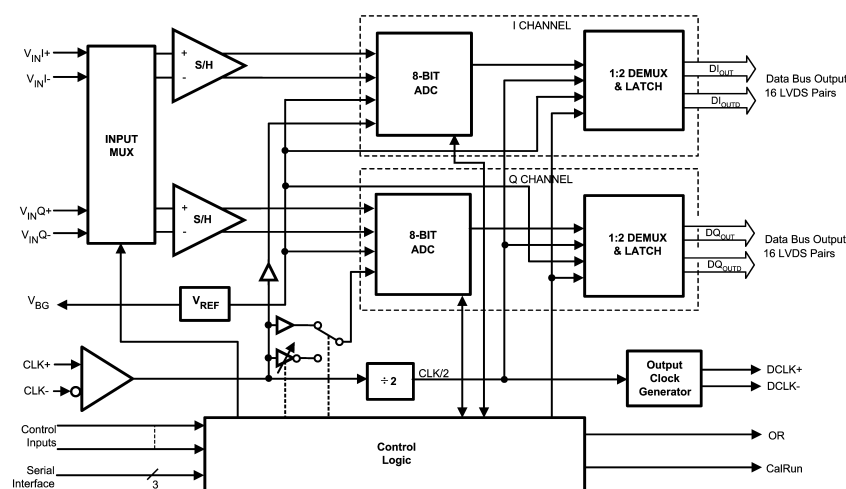 I CHANNEL
V_IN I+
V_IN I-
INPUT
MUX
+
S/H
-
8-BIT
ADC
1:2 DEMUX
& LATCH
DI_OUT
DI_OUTD
Data Bus Output
16 LVDS Pairs
Q CHANNEL
V_IN Q+
V_IN Q-
+
S/H
-
8-BIT
ADC
1:2 DEMUX
& LATCH
DQ_OUT
DQ_OUTD
Data Bus Output
16 LVDS Pairs
V_BG
V_REF
CLK+
CLK-
÷2
CLK/2
Output
Clock
Generator
DCLK+
DCLK-
Control
Inputs
Serial
Interface
3
Control
Logic
OR
CalRun